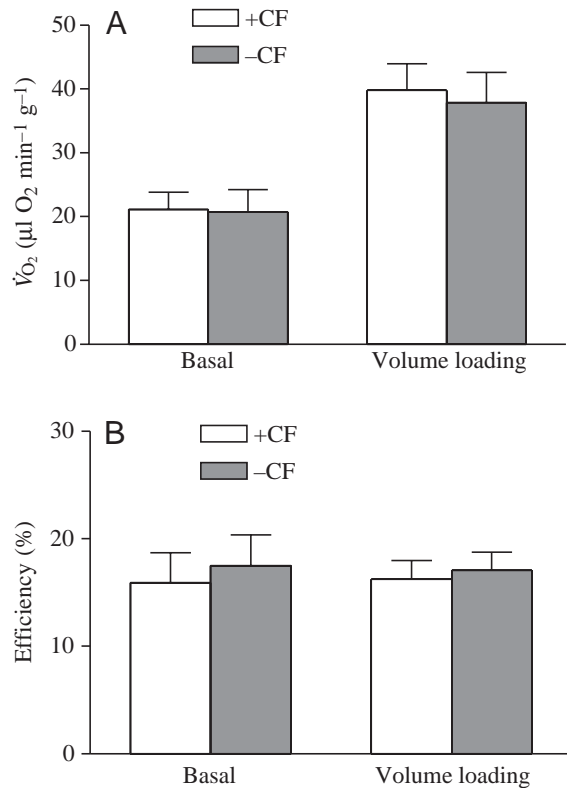 A
+CF
–CF
50
40
30
20
10
0
V̇O₂ (μl O₂ min⁻¹ g⁻¹)
Basal Volume loading
B
+CF
–CF
30
20
10
0
Efficiency (%)
Basal Volume loading